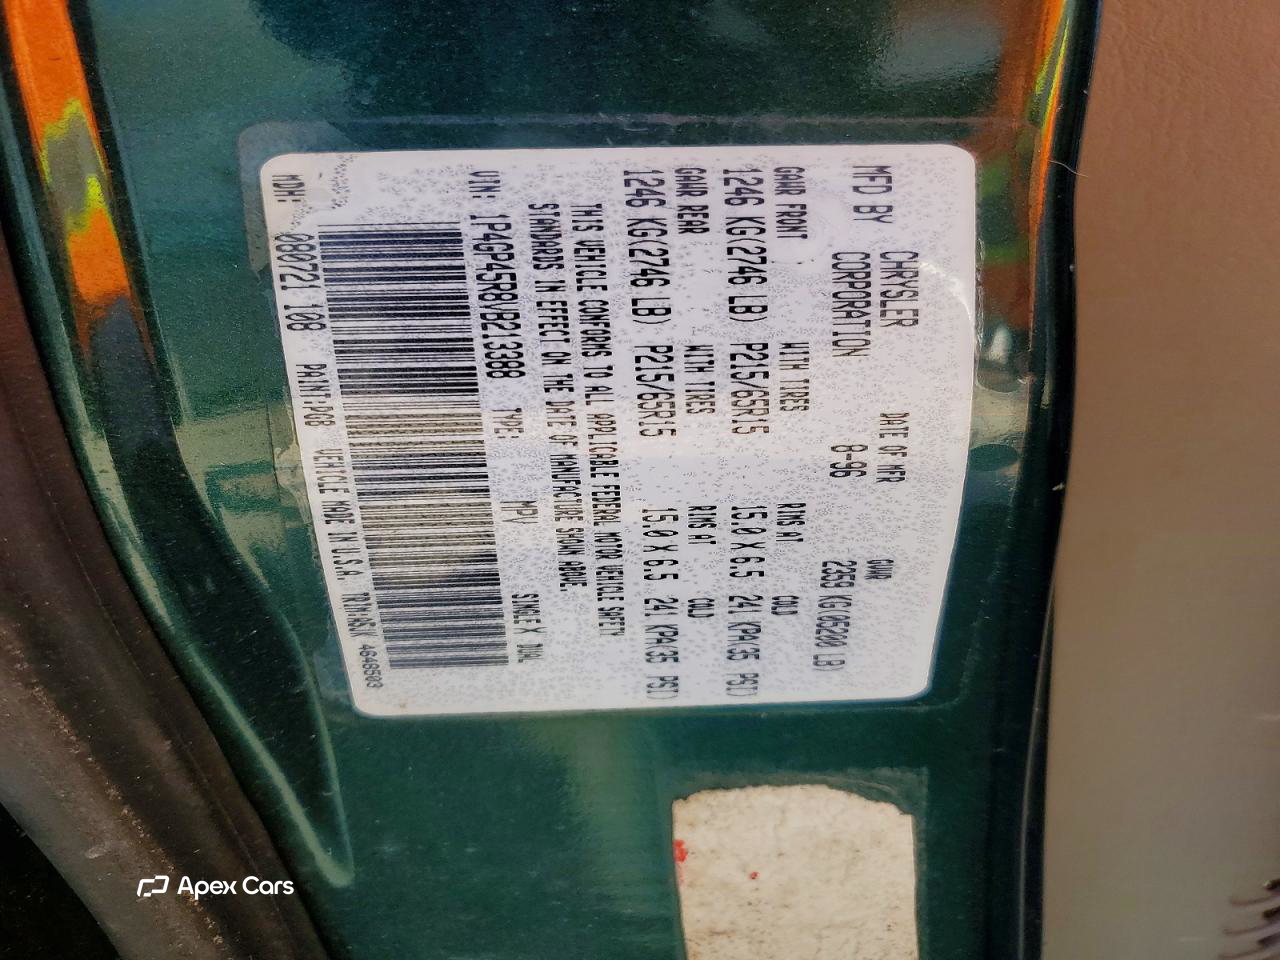 MFD BY CHRYSLER CORPORATION DATE OF MFR 8-96 GVWR 2359 KG(05200 LB)
GAWR FRONT WITH TIRES RIMS AT COLD
1246 KG(2746 LB) P215/65R15 15.0 X 6.5 241 KPA(35 PSI)
GAWR REAR WITH TIRES RIMS AT COLD
1246 KG(2746 LB) P215/65R15 15.0 X 6.5 241 KPA(35 PSI)
THIS VEHICLE CONFORMS TO ALL APPLICABLE FEDERAL MOTOR VEHICLE SAFETY
STANDARDS IN EFFECT ON THE DATE OF MANUFACTURE SHOWN ABOVE.
VIN: 1P4GP45R8VB213388 TYPE: MPV SINGLE X DUAL
MDH: 080721 108 PAINT:PGB VEHICLE MADE IN U.S.A. 4648503
Apex Cars